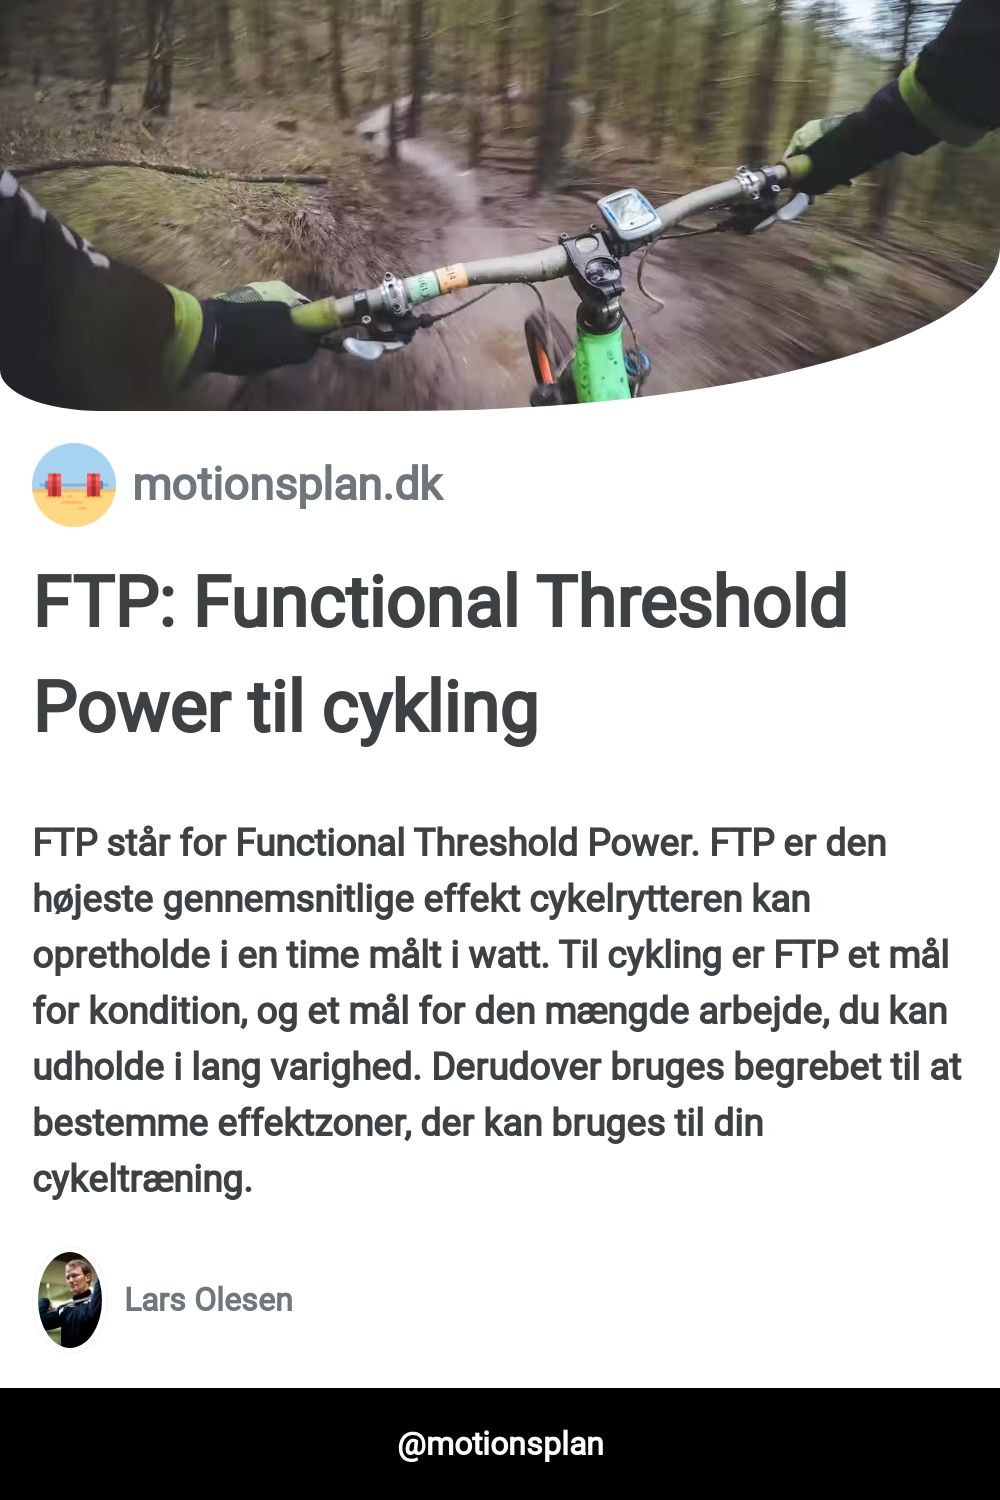 motionsplan.dk
FTP: Functional Threshold
Power til cykling
FTP står for Functional Threshold Power. FTP er den
højeste gennemsnitlige effekt cykelrytteren kan
opretholde i en time målt i watt. Til cykling er FTP et mål
for kondition, og et mål for den mængde arbejde, du kan
udholde i lang varighed. Derudover bruges begrebet til at
bestemme effektzoner, der kan bruges til din
cykeltræning.
Lars Olesen
@motionsplan